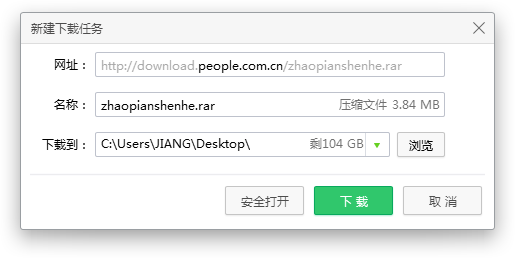 新建下载任务
网址： http://download.people.com.cn/zhaopianshenhe.rar
名称： zhaopianshenhe.rar 压缩文件 3.84 MB
下载到： C:\Users\JIANG\Desktop\ 剩104 GB 浏览
安全打开 下 载 取 消